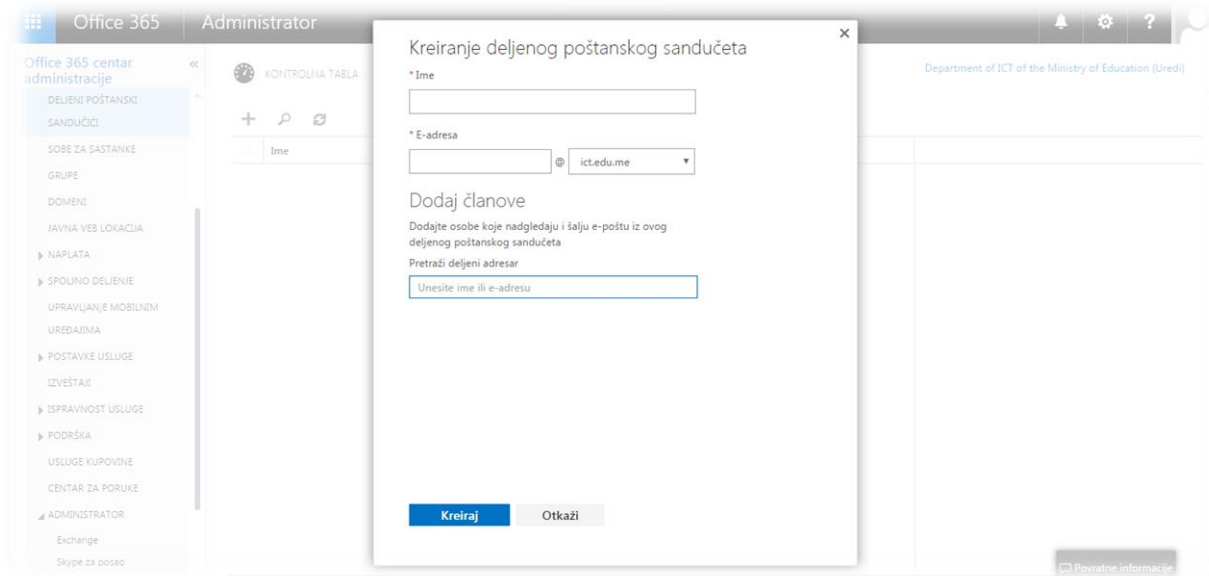 Office 365
Administrator
?
Office 365 centar
administracije
«
DELJENI POŠTANSKI
SANDUČIĆI
SOBE ZA SASTANKE
GRUPE
DOMENI
JAVNA VEB LOKACIJA
NAPLATA
SPOLJNO DELJENJE
UPRAVLJANJE MOBILNIM
UREĐAJIMA
POSTAVKE USLUGE
IZVEŠTAJI
ISPRAVNOST USLUGE
PODRŠKA
USLUGE KUPOVINE
CENTAR ZA PORUKE
ADMINISTRATOR
Exchange
Skype za posao
KONTROLNA TABLA
Department of ICT of the Ministry of Education (Uredi)
Ime
Kreiranje deljenog poštanskog sandučeta
* Ime
* E-adresa
@ ict.edu.me
Dodaj članove
Dodajte osobe koje nadgledaju i šalju e-poštu iz ovog
deljenog poštanskog sandučeta
Pretraži deljeni adresar
Unesite ime ili e-adresu
Kreiraj
Otkaži
Povratne informacije